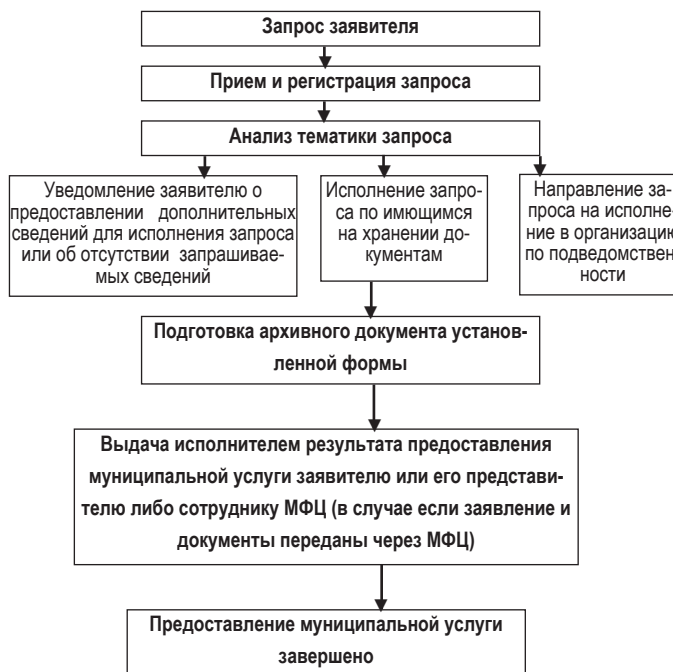 Запрос заявителя
Прием и регистрация запроса
Анализ тематики запроса
Уведомление заявителю о
предоставлении дополнительных
сведений для исполнения запроса
или об отсутствии запрашивае-
мых сведений
Исполнение запро-
са по имющимся
на хранении до-
кументам
Направление за-
проса на исполне-
ние в организацию
по подведомствен
ности
Подготовка архивного документа установ-
ленной формы
Выдача исполнителем результата предоставления
муниципальной услуги заявителю или его представи-
телю либо сотруднику МФЦ (в случае если заявление и
документы переданы через МФЦ)
Предоставление муниципальной услуги
завершено